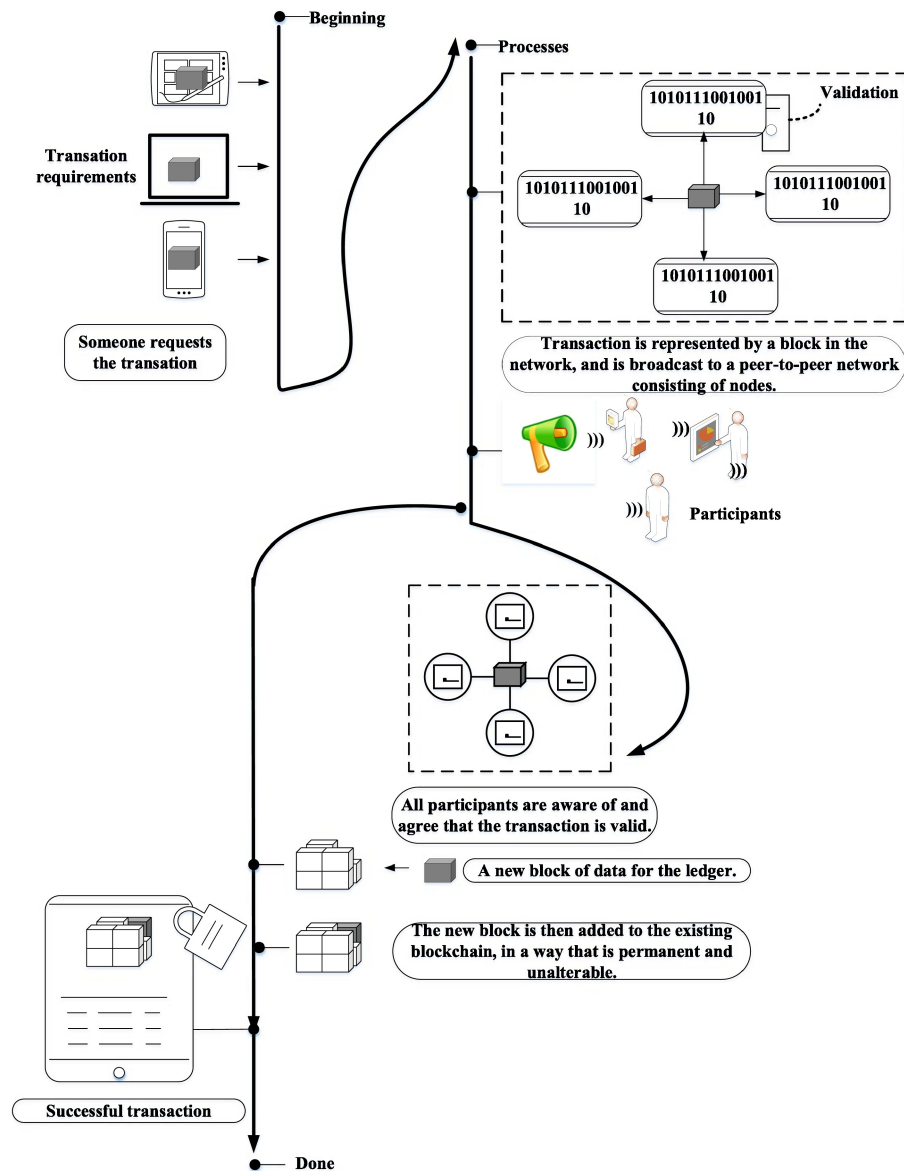 Beginning
Transation
requirements
Someone requests
the transation
Processes
1010111001001
10
Validation
1010111001001
10
1010111001001
10
1010111001001
10
Transaction is represented by a block in the
network, and is broadcast to a peer-to-peer network
consisting of nodes.
)))
)))
)))
)))
Participants
All participants are aware of and
agree that the transaction is valid.
A new block of data for the ledger.
The new block is then added to the existing
blockchain, in a way that is permanent and
unalterable.
Successful transaction
Done